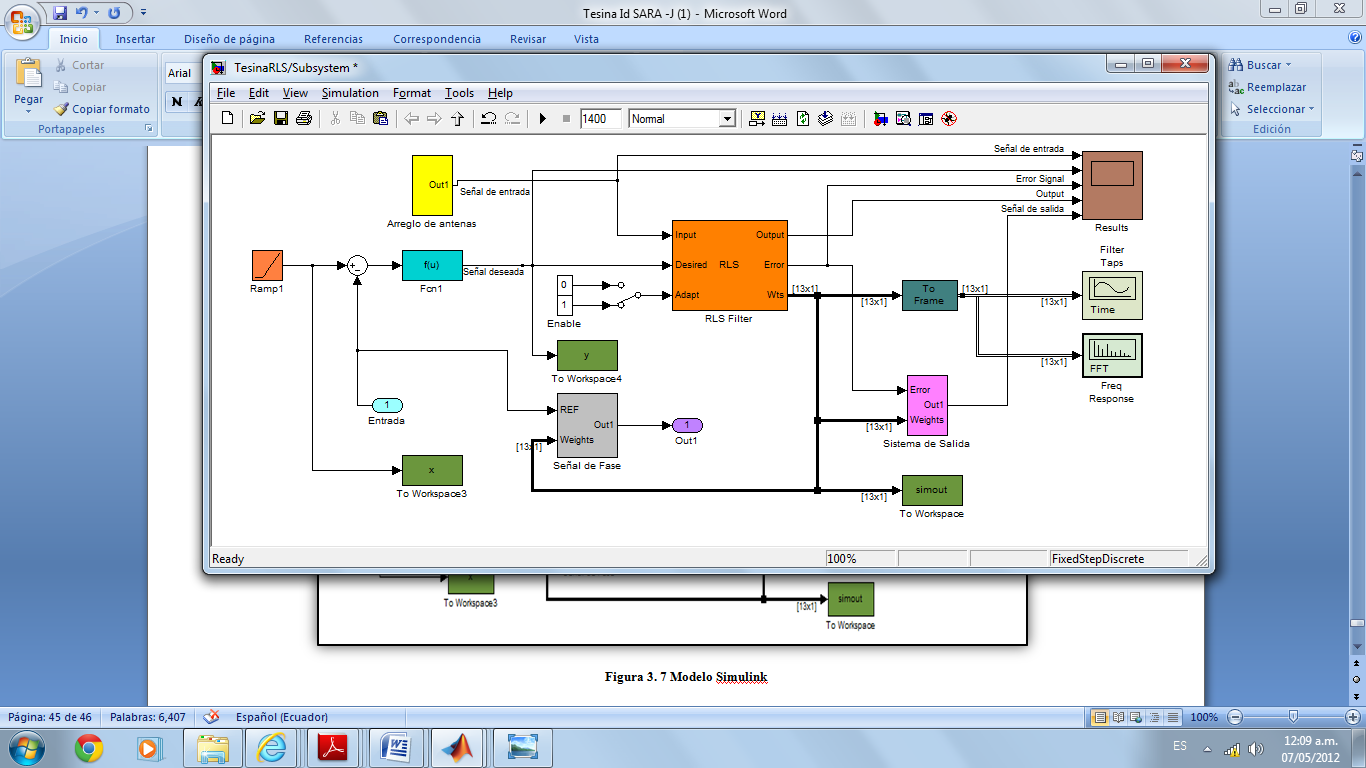 Tesina Id SARA -J (1) - Microsoft Word
Inicio Insertar Diseño de página Referencias Correspondencia Revisar Vista
Pegar
Cortar
Copiar
Copiar formato
Portapapeles
Arial
N
Buscar
Reemplazar
Seleccionar
Edición
TesinaRLS/Subsystem *
File Edit View Simulation Format Tools Help
1400 Normal
Out1
Arreglo de antenas
Señal de entrada
Señal de entrada
Error Signal
Output
Señal de salida
Results
Ramp1
+
-
f(u)
Fcn1
Señal deseada
0
1
Enable
Input
Desired
Adapt
RLS
Output
Error
Wts
RLS Filter
[13x1]
[13x1]
To
Frame
[13x1]
[13x1]
[13x1]
Filter
Taps
Time
FFT
Freq
Response
y
To Workspace4
1
Entrada
REF
Weights
Out1
Señal de Fase
[13x1]
1
Out1
Error
Out1
Weights
[13x1]
Sistema de Salida
x
To Workspace3
[13x1]
simout
To Workspace
Ready 100% FixedStepDiscrete
x
To Workspace3
[13x1]
simout
To Workspace
Figura 3. 7 Modelo Simulink
Página: 45 de 46 Palabras: 6,407 Español (Ecuador) 100%
ES
12:09 a.m.
07/05/2012